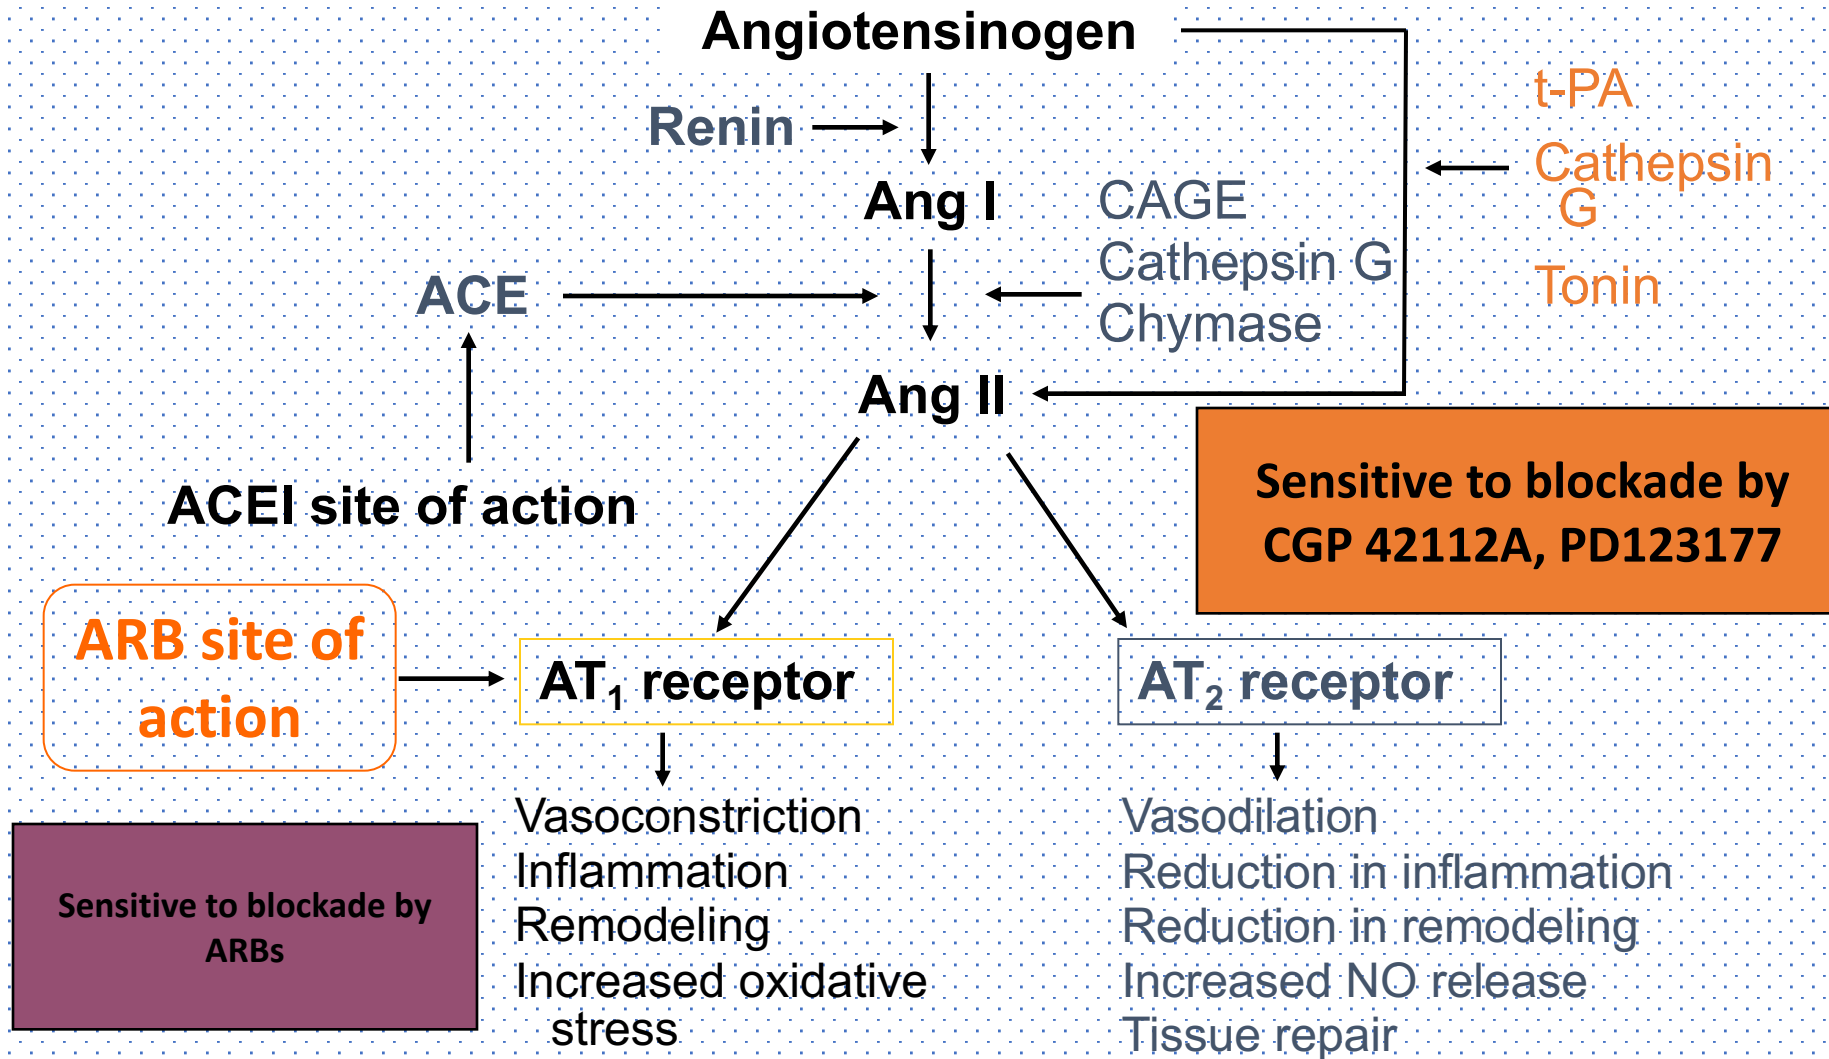 Angiotensinogen
t-PA
Renin
Cathepsin
G
Ang I
CAGE
Cathepsin G
Chymase
Tonin
ACE
Ang II
ACEI site of action
Sensitive to blockade by
CGP 42112A, PD123177
ARB site of
action
AT₁ receptor
AT₂ receptor
Vasoconstriction
Inflammation
Remodeling
Increased oxidative
stress
Vasodilation
Reduction in inflammation
Reduction in remodeling
Increased NO release
Tissue repair
Sensitive to blockade by
ARBs